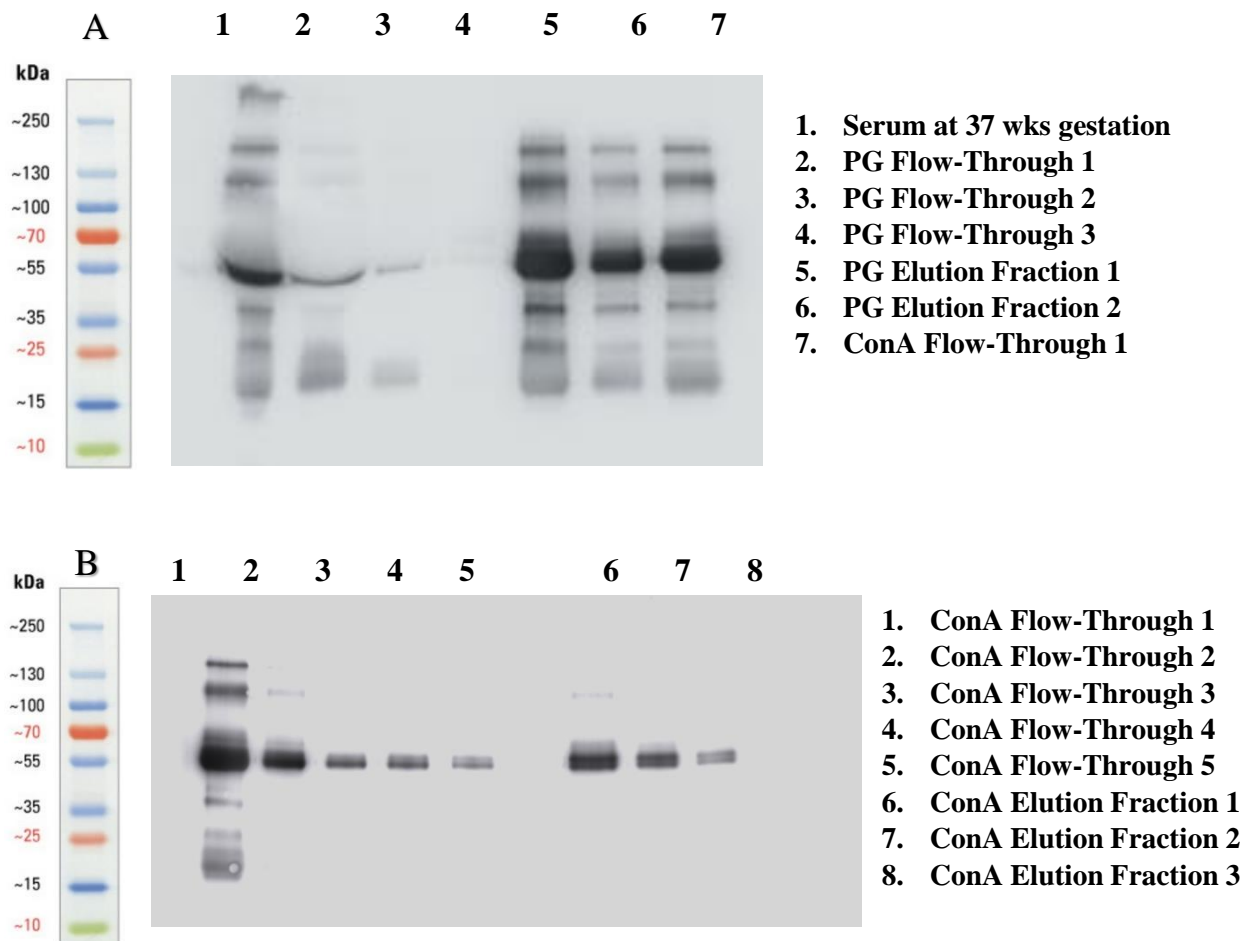 A
1 2 3 4 5 6 7
kDa
~250
~130
~100
~70
~55
~35
~25
~15
~10
1. Serum at 37 wks gestation
2. PG Flow-Through 1
3. PG Flow-Through 2
4. PG Flow-Through 3
5. PG Elution Fraction 1
6. PG Elution Fraction 2
7. ConA Flow-Through 1
B
1 2 3 4 5 6 7 8
kDa
~250
~130
~100
~70
~55
~35
~25
~15
~10
1. ConA Flow-Through 1
2. ConA Flow-Through 2
3. ConA Flow-Through 3
4. ConA Flow-Through 4
5. ConA Flow-Through 5
6. ConA Elution Fraction 1
7. ConA Elution Fraction 2
8. ConA Elution Fraction 3